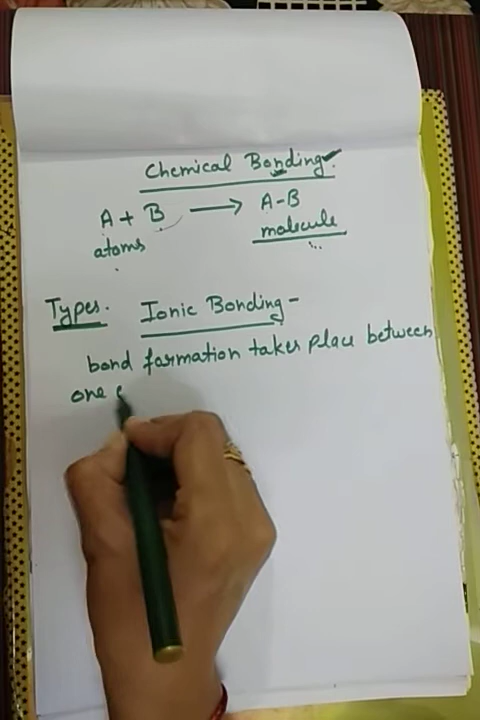 Chemical Bonding.
A + B → A-B
atoms molecule
Types. Ionic Bonding-
bond formation takes place between
one